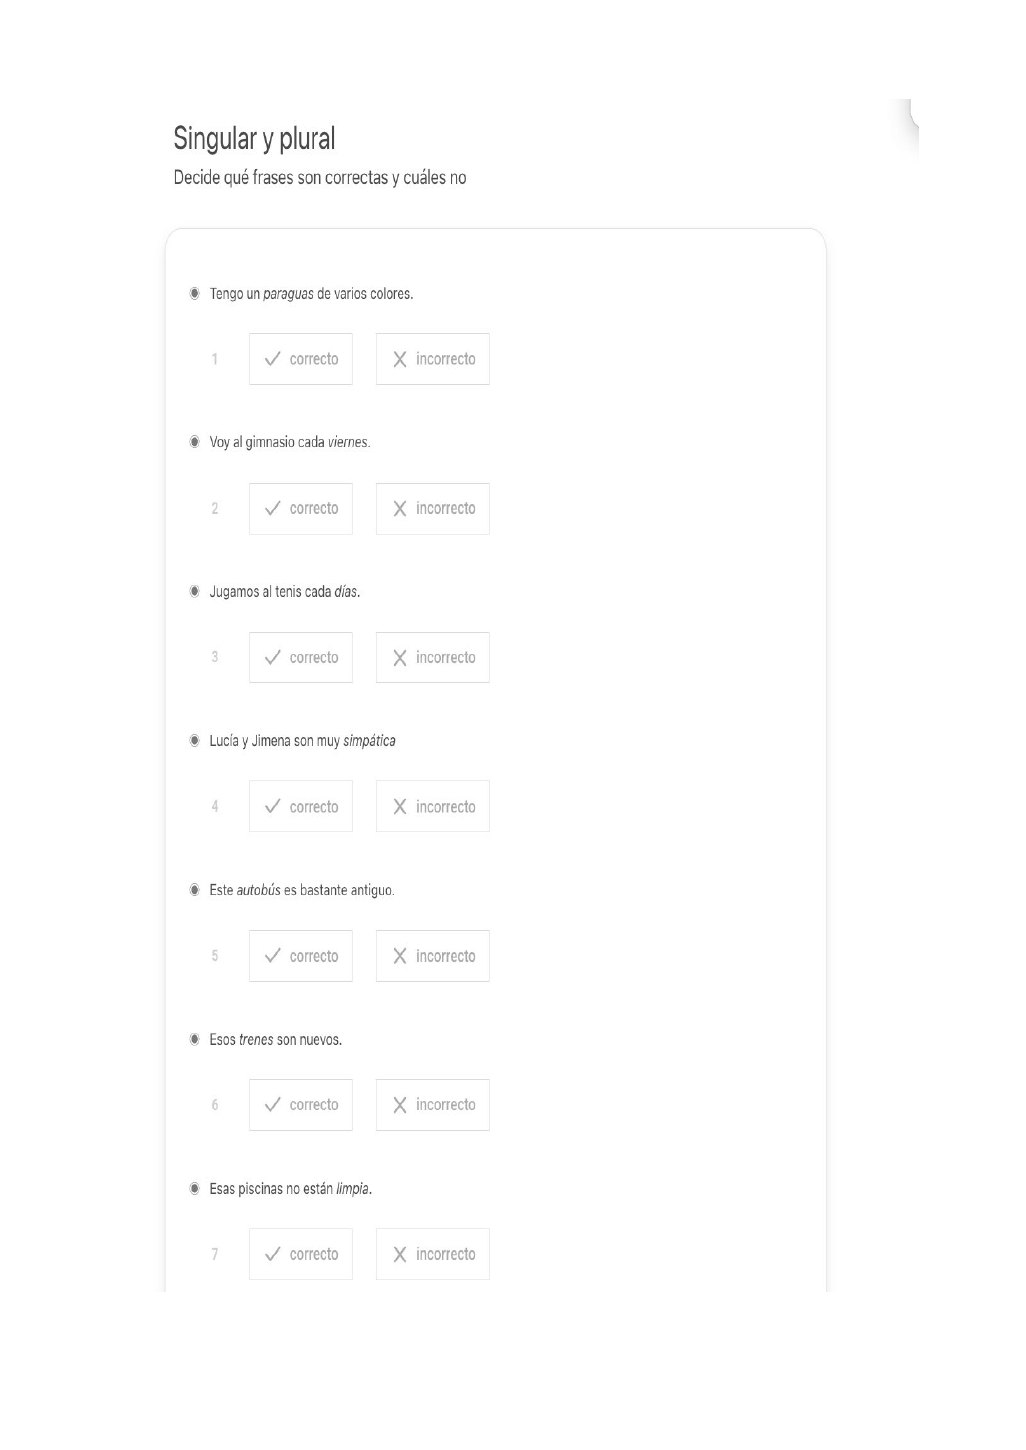 Singular y plural
Decide qué frases son correctas y cuáles no
Tengo un paraguas de varios colores.
1 correcto incorrecto
Voy al gimnasio cada viernes.
2 correcto incorrecto
Jugamos al tenis cada días.
3 correcto incorrecto
Lucía y Jimena son muy simpática
4 correcto incorrecto
Este autobús es bastante antiguo.
5 correcto incorrecto
Esos trenes son nuevos.
6 correcto incorrecto
Esas piscinas no están limpia.
7 correcto incorrecto